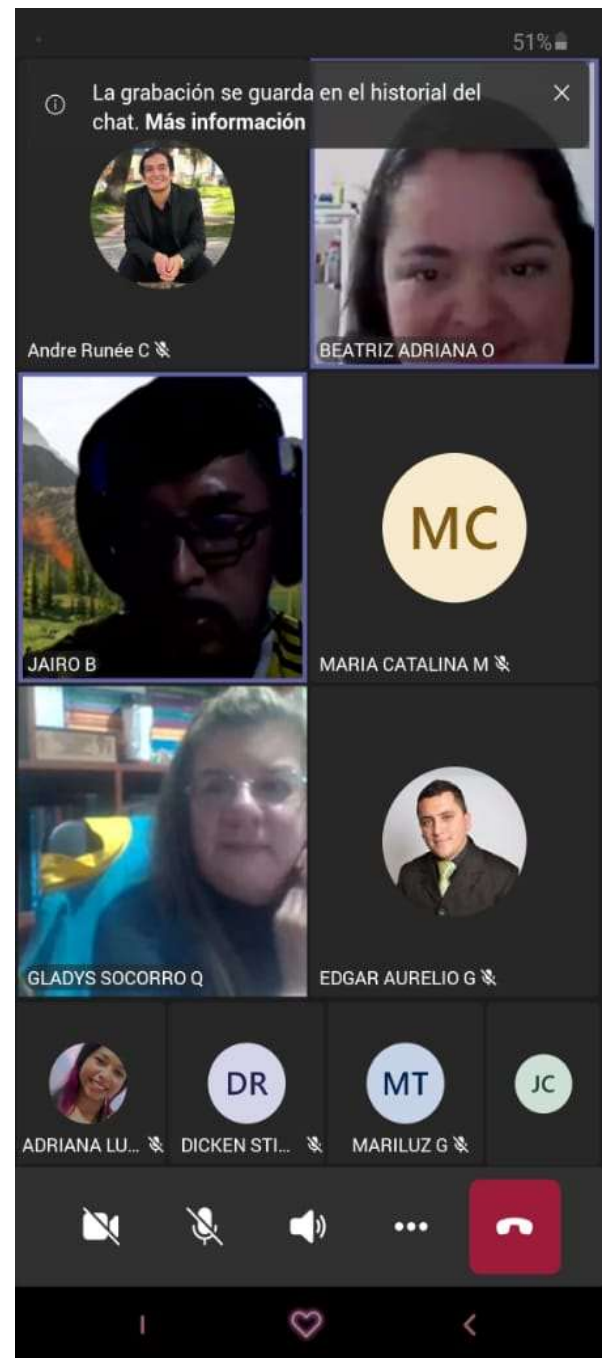 51%
La grabación se guarda en el historial del
chat. Más información
Andre Runée C
BEATRIZ ADRIANA O
JAIRO B
MC
MARIA CATALINA M
GLADYS SOCORRO Q
EDGAR AURELIO G
ADRIANA LU...
DR
DICKEN STI...
MT
MARILUZ G
JC